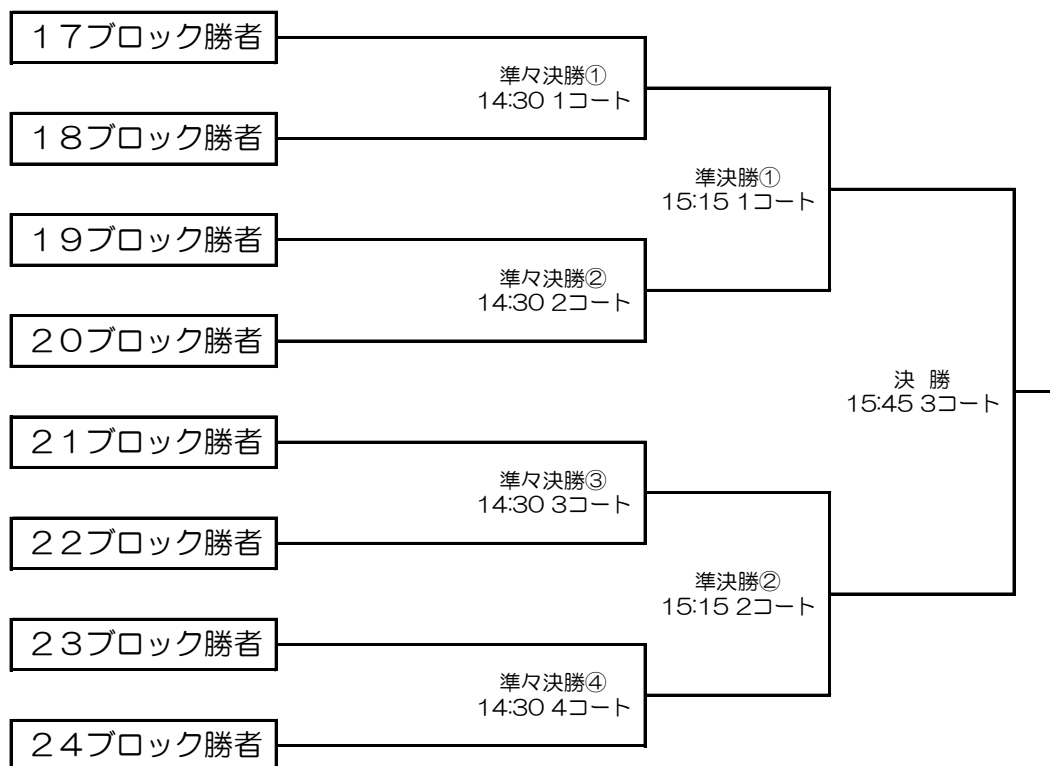 17ブロック勝者
準々決勝①
14:30 1コート
18ブロック勝者
準決勝①
15:15 1コート
19ブロック勝者
準々決勝②
14:30 2コート
20ブロック勝者
決 勝
15:45 3コート
21ブロック勝者
準々決勝③
14:30 3コート
22ブロック勝者
準決勝②
15:15 2コート
23ブロック勝者
準々決勝④
14:30 4コート
24ブロック勝者